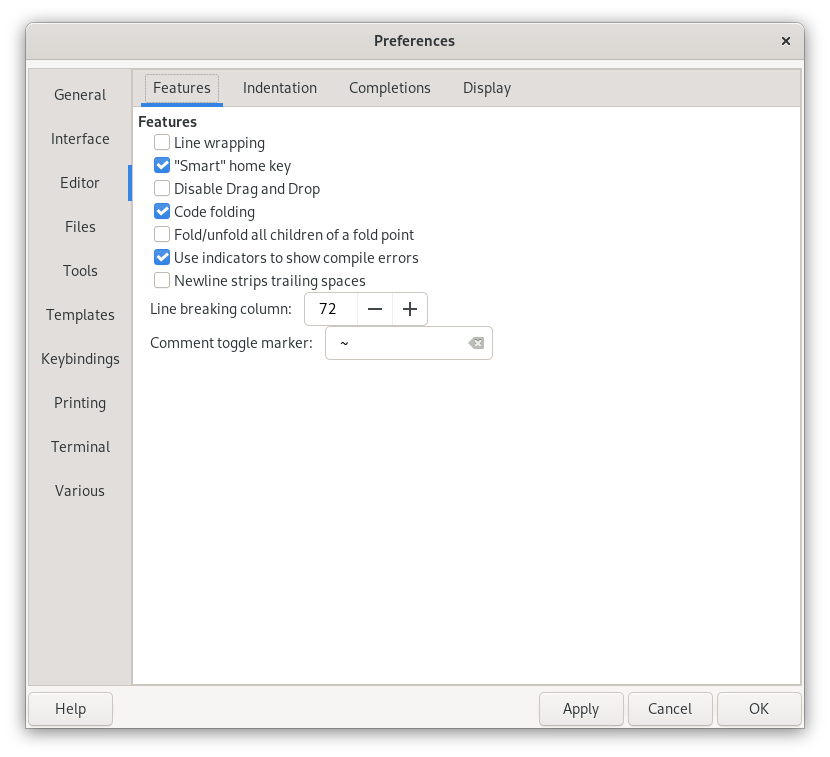 Preferences
General
Interface
Editor
Files
Tools
Templates
Keybindings
Printing
Terminal
Various
Features Indentation Completions Display
Features
Line wrapping
"Smart" home key
Disable Drag and Drop
Code folding
Fold/unfold all children of a fold point
Use indicators to show compile errors
Newline strips trailing spaces
Line breaking column: 72
Comment toggle marker: ~
Help Apply Cancel OK